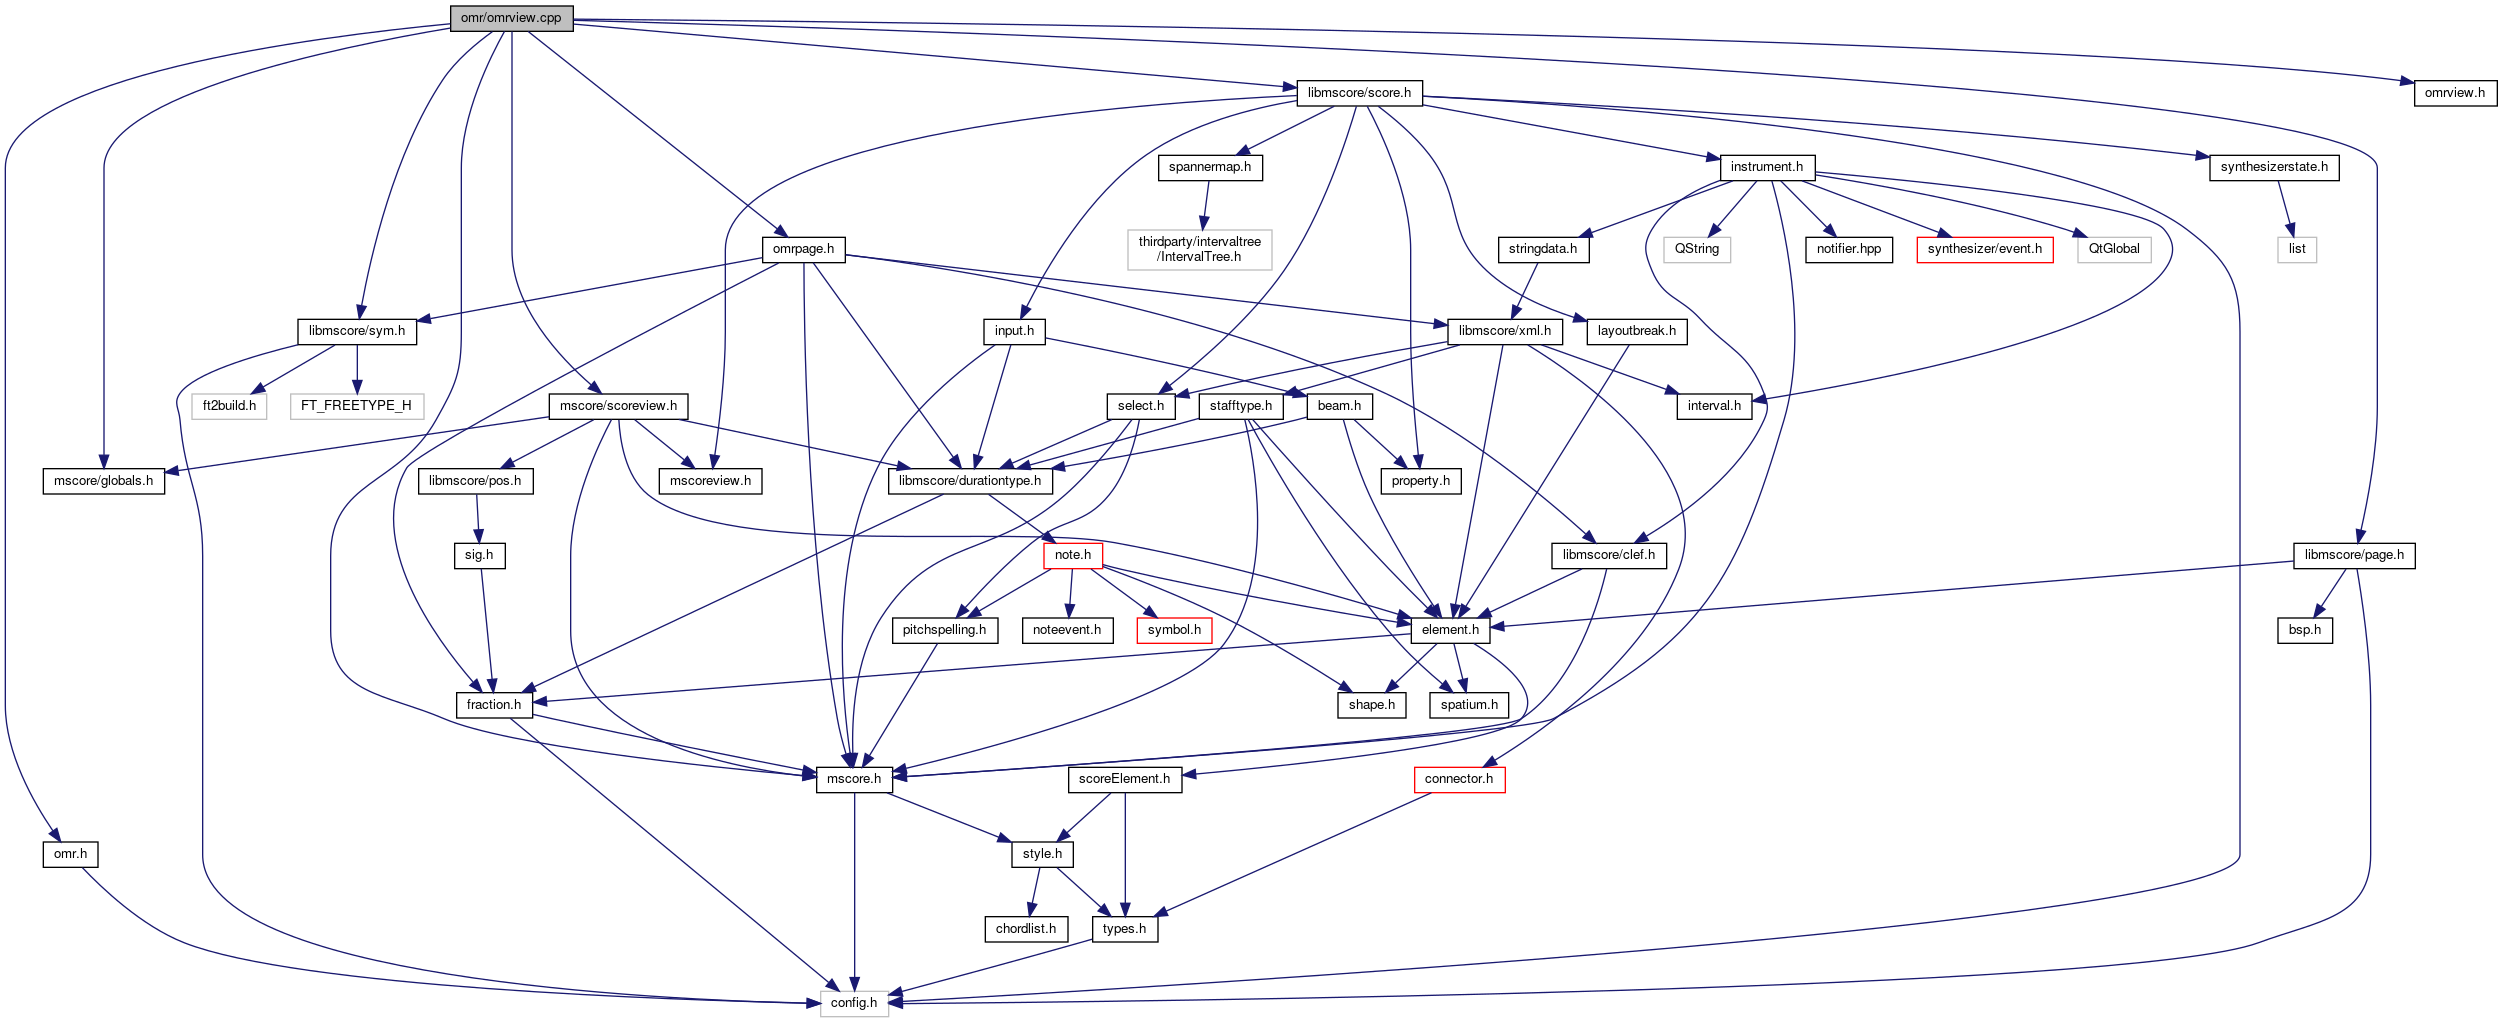 omr/omrview.cpp
libmscore/score.h
omrview.h
spannermap.h
instrument.h
synthesizerstate.h
omrpage.h
thirdparty/intervaltree
/IntervalTree.h
stringdata.h
QString
notifier.hpp
synthesizer/event.h
QtGlobal
list
libmscore/sym.h
input.h
libmscore/xml.h
layoutbreak.h
ft2build.h
FT_FREETYPE_H
mscore/scoreview.h
select.h
stafftype.h
beam.h
interval.h
mscore/globals.h
libmscore/pos.h
mscoreview.h
libmscore/durationtype.h
property.h
sig.h
note.h
libmscore/clef.h
libmscore/page.h
pitchspelling.h
noteevent.h
symbol.h
element.h
bsp.h
fraction.h
shape.h
spatium.h
mscore.h
scoreElement.h
connector.h
omr.h
style.h
chordlist.h
types.h
config.h